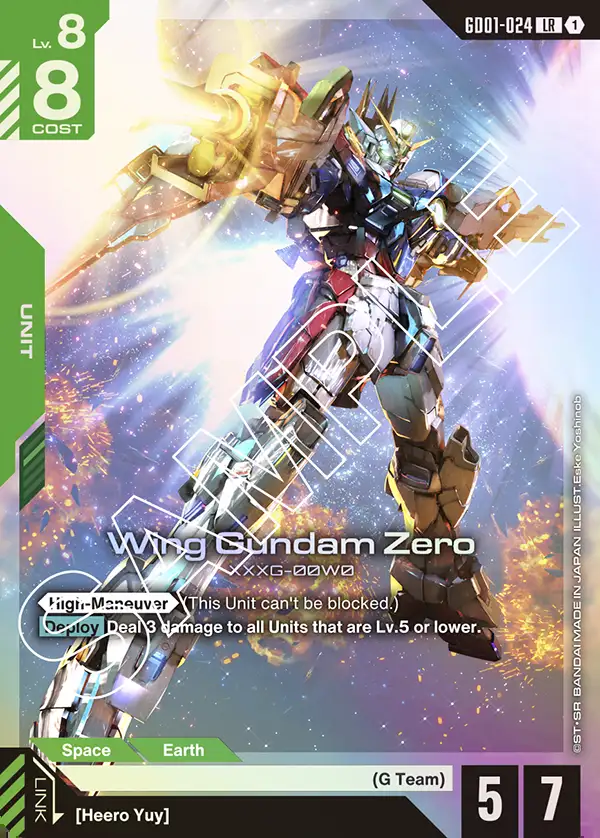 Lv. 8
8
COST
GD01-024 LR 1
UNIT
SAMPLE
Wing Gundam Zero
XXXG-00W0
High-Maneuver (This Unit can't be blocked.)
Deploy Deal 3 damage to all Units that are Lv.5 or lower.
©ST・SR BANDAI MADE IN JAPAN ILLUST.Eske Yoshinob
Space Earth
(G Team)
LINK
[Heero Yuy]
5 7